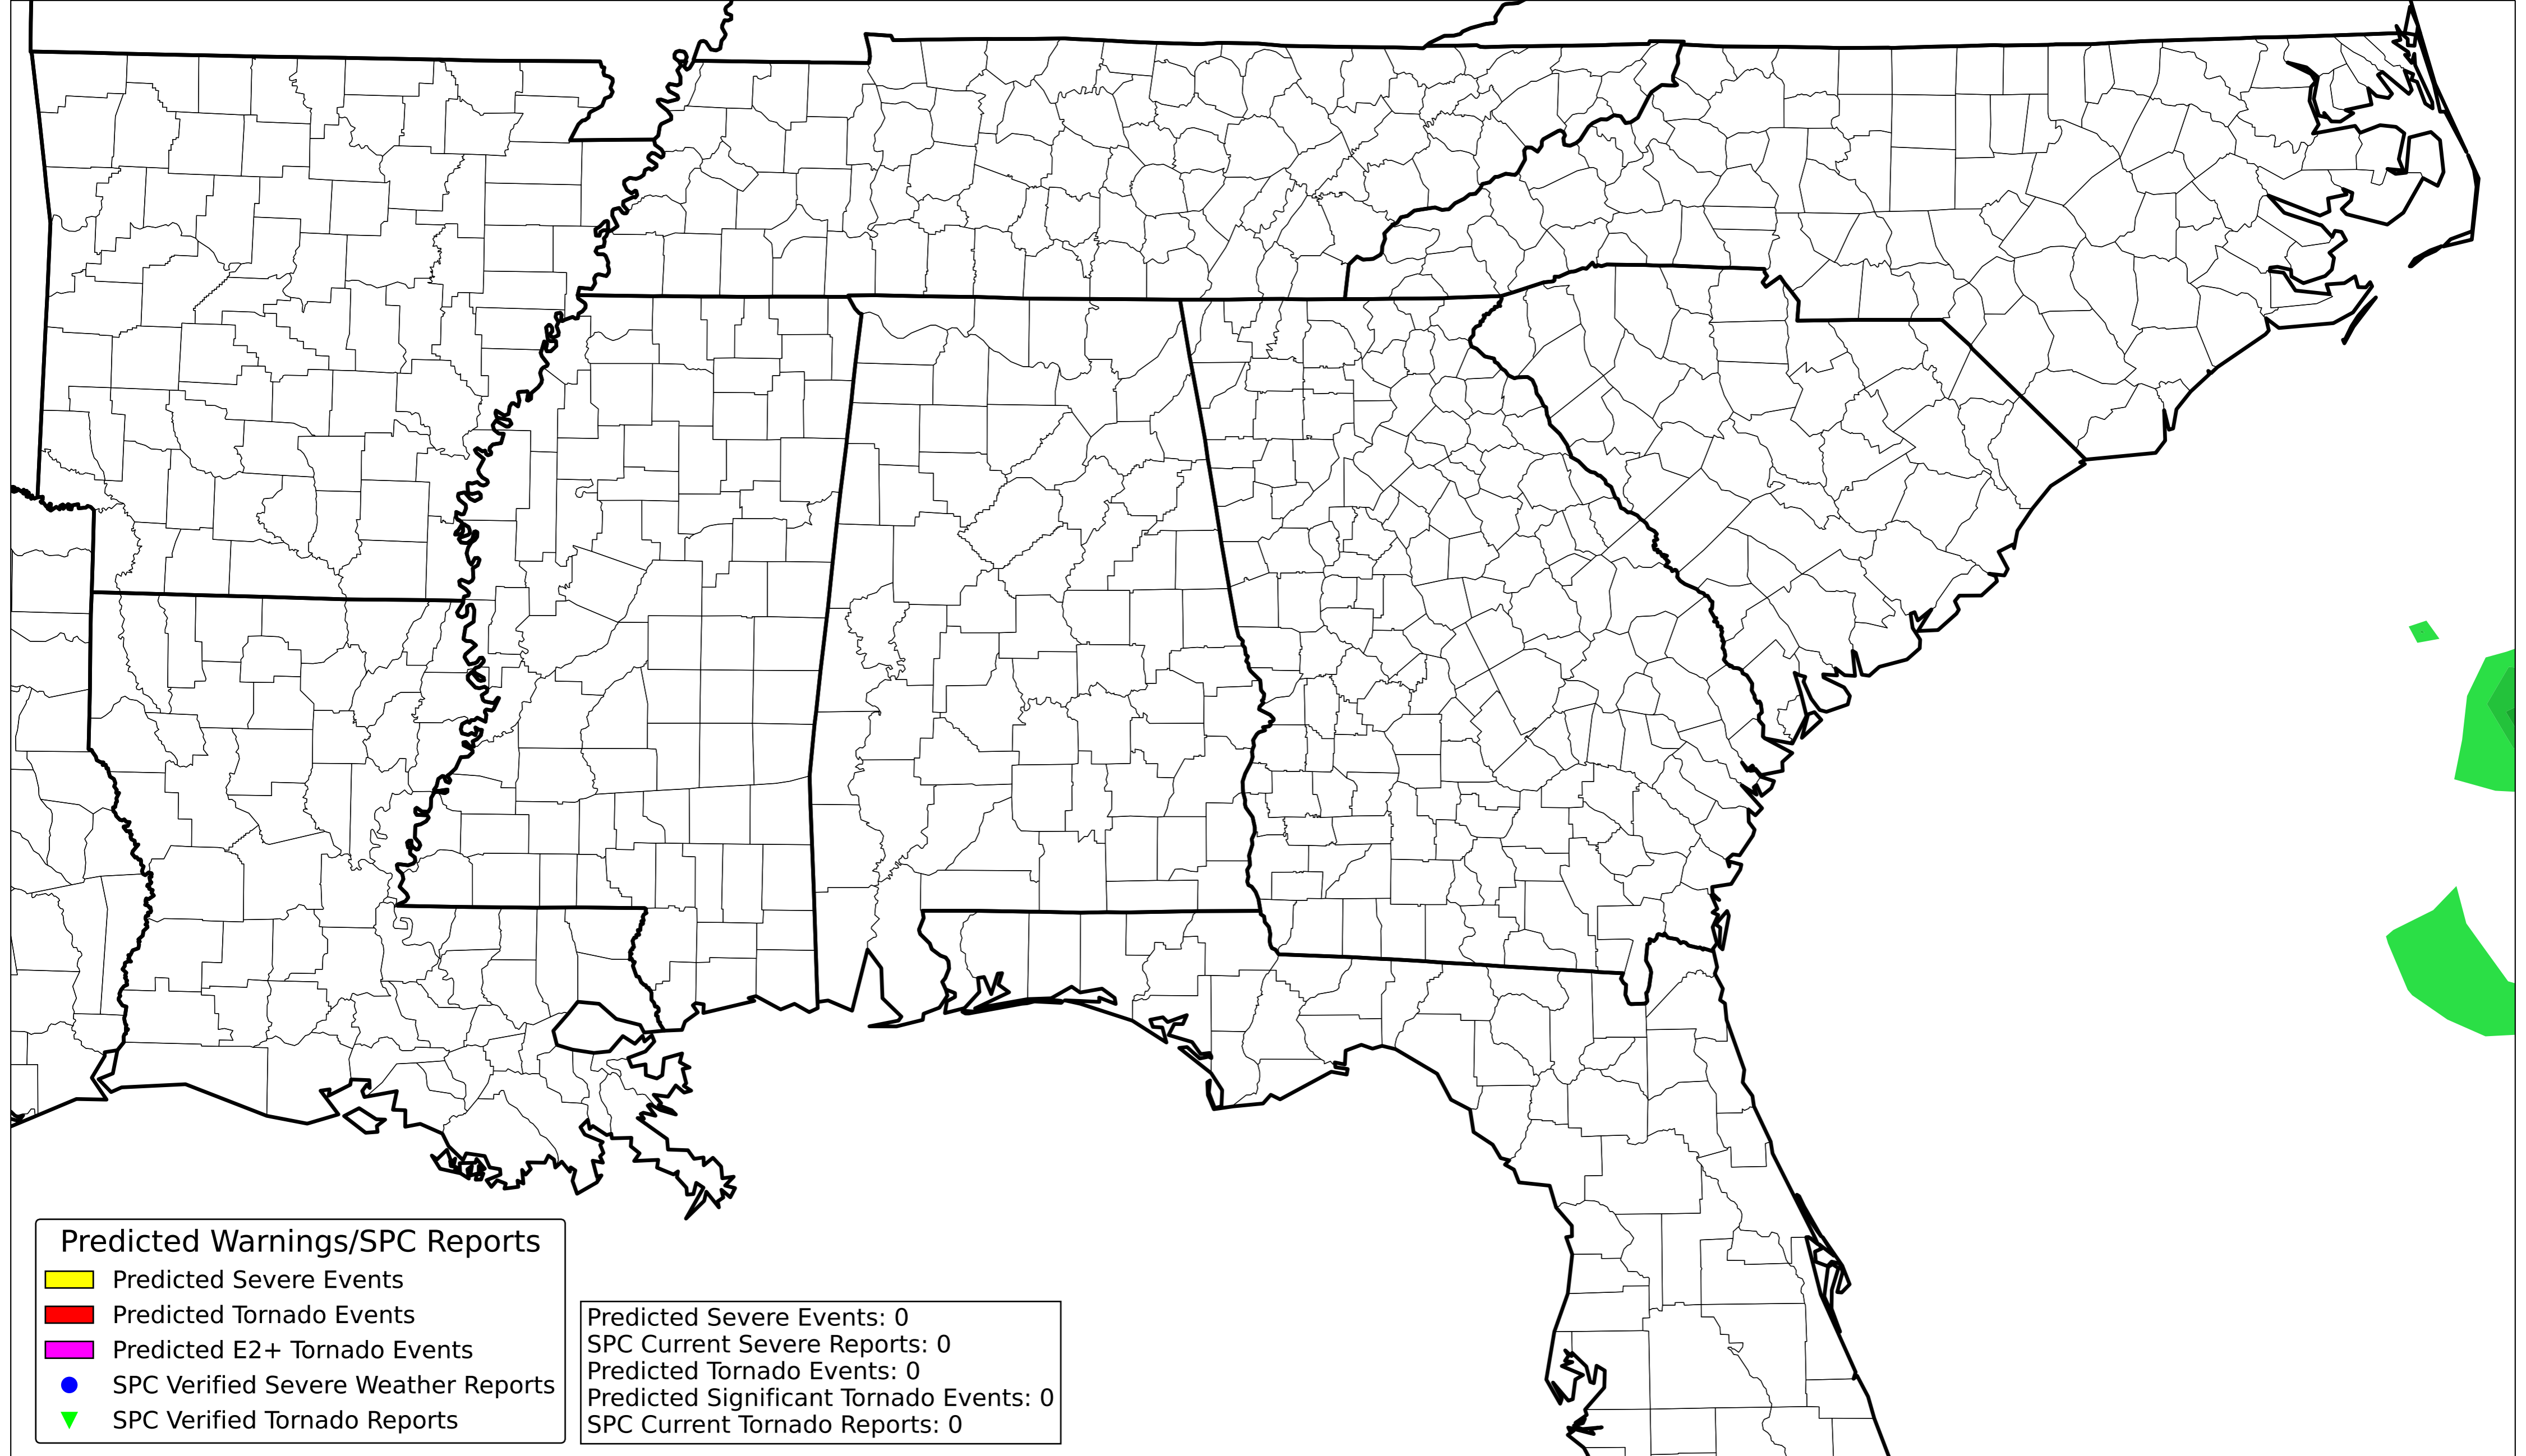 Predicted Warnings/SPC Reports
Predicted Severe Events
Predicted Tornado Events
Predicted E2+ Tornado Events
SPC Verified Severe Weather Reports
SPC Verified Tornado Reports
Predicted Severe Events: 0
SPC Current Severe Reports: 0
Predicted Tornado Events: 0
Predicted Significant Tornado Events: 0
SPC Current Tornado Reports: 0